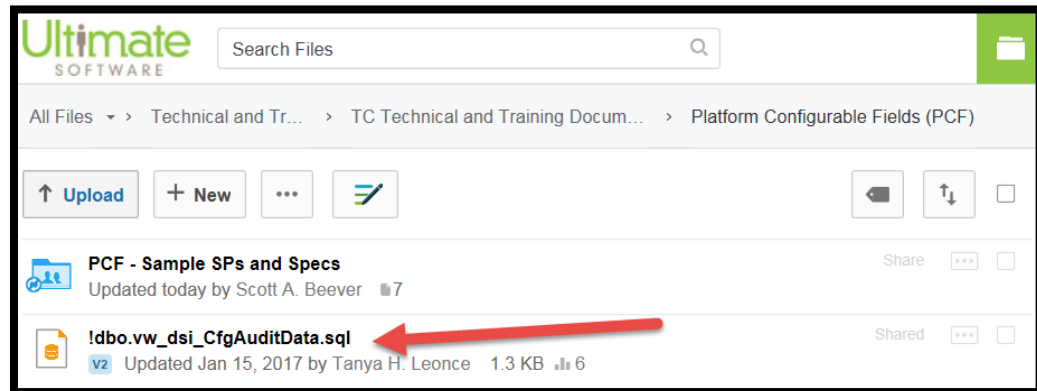 Ultimate
SOFTWARE
Search Files
All Files > Technical and Tr... > TC Technical and Training Docum... > Platform Configurable Fields (PCF)
↑ Upload + New •••
PCF - Sample SPs and Specs Share •••
Updated today by Scott A. Beever 7
!dbo.vw_dsi_CfgAuditData.sql Shared •••
V2 Updated Jan 15, 2017 by Tanya H. Leonce 1.3 KB 6